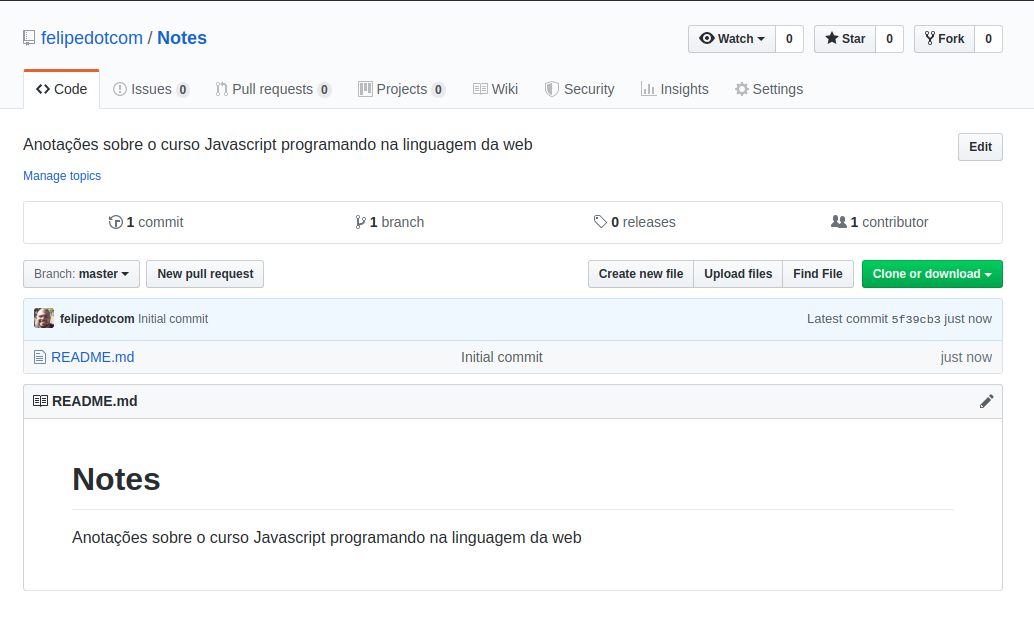 felipedotcom / Notes
Watch 0 Star 0 Fork 0
Code Issues 0 Pull requests 0 Projects 0 Wiki Security Insights Settings
Anotações sobre o curso Javascript programando na linguagem da web
Edit
Manage topics
1 commit 1 branch 0 releases 1 contributor
Branch: master New pull request Create new file Upload files Find File Clone or download
felipedotcom Initial commit Latest commit 5f39cb3 just now
README.md Initial commit just now
README.md
Notes
Anotações sobre o curso Javascript programando na linguagem da web